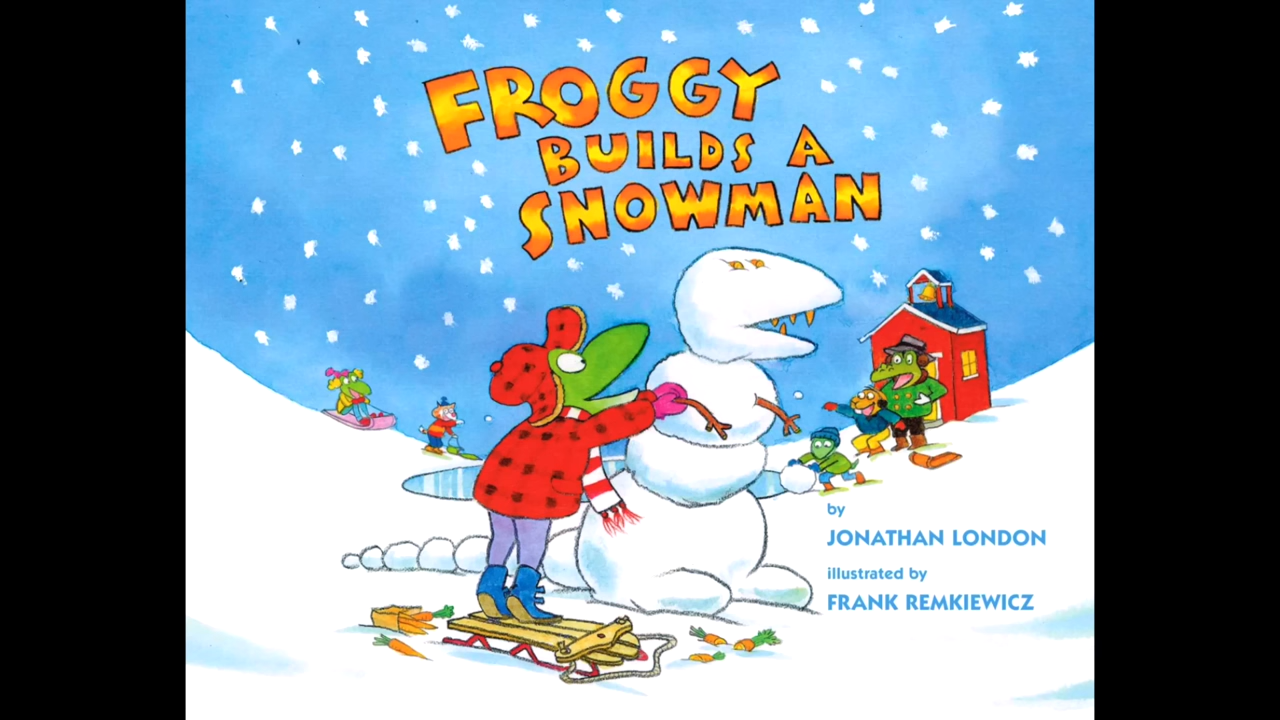 FROGGY
BUILDS A
SNOWMAN
by
JONATHAN LONDON
illustrated by
FRANK REMKIEWICZ